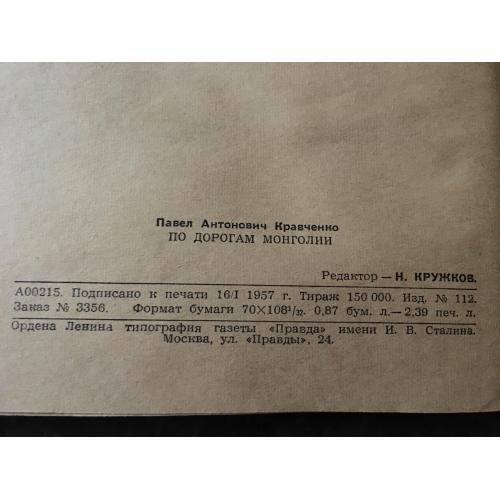 Павел Антонович Кравченко
ПО ДОРОГАМ МОНГОЛИИ
Редактор — Н. КРУЖКОВ.
А00215. Подписано к печати 16/I 1957 г. Тираж 150 000. Изд. № 112.
Заказ № 3356. Формат бумаги 70×108¹/₃₂. 0,87 бум. л.—2,39 печ. л.
Ордена Ленина типография газеты «Правда» имени И. В. Сталина.
Москва, ул. «Правды», 24.